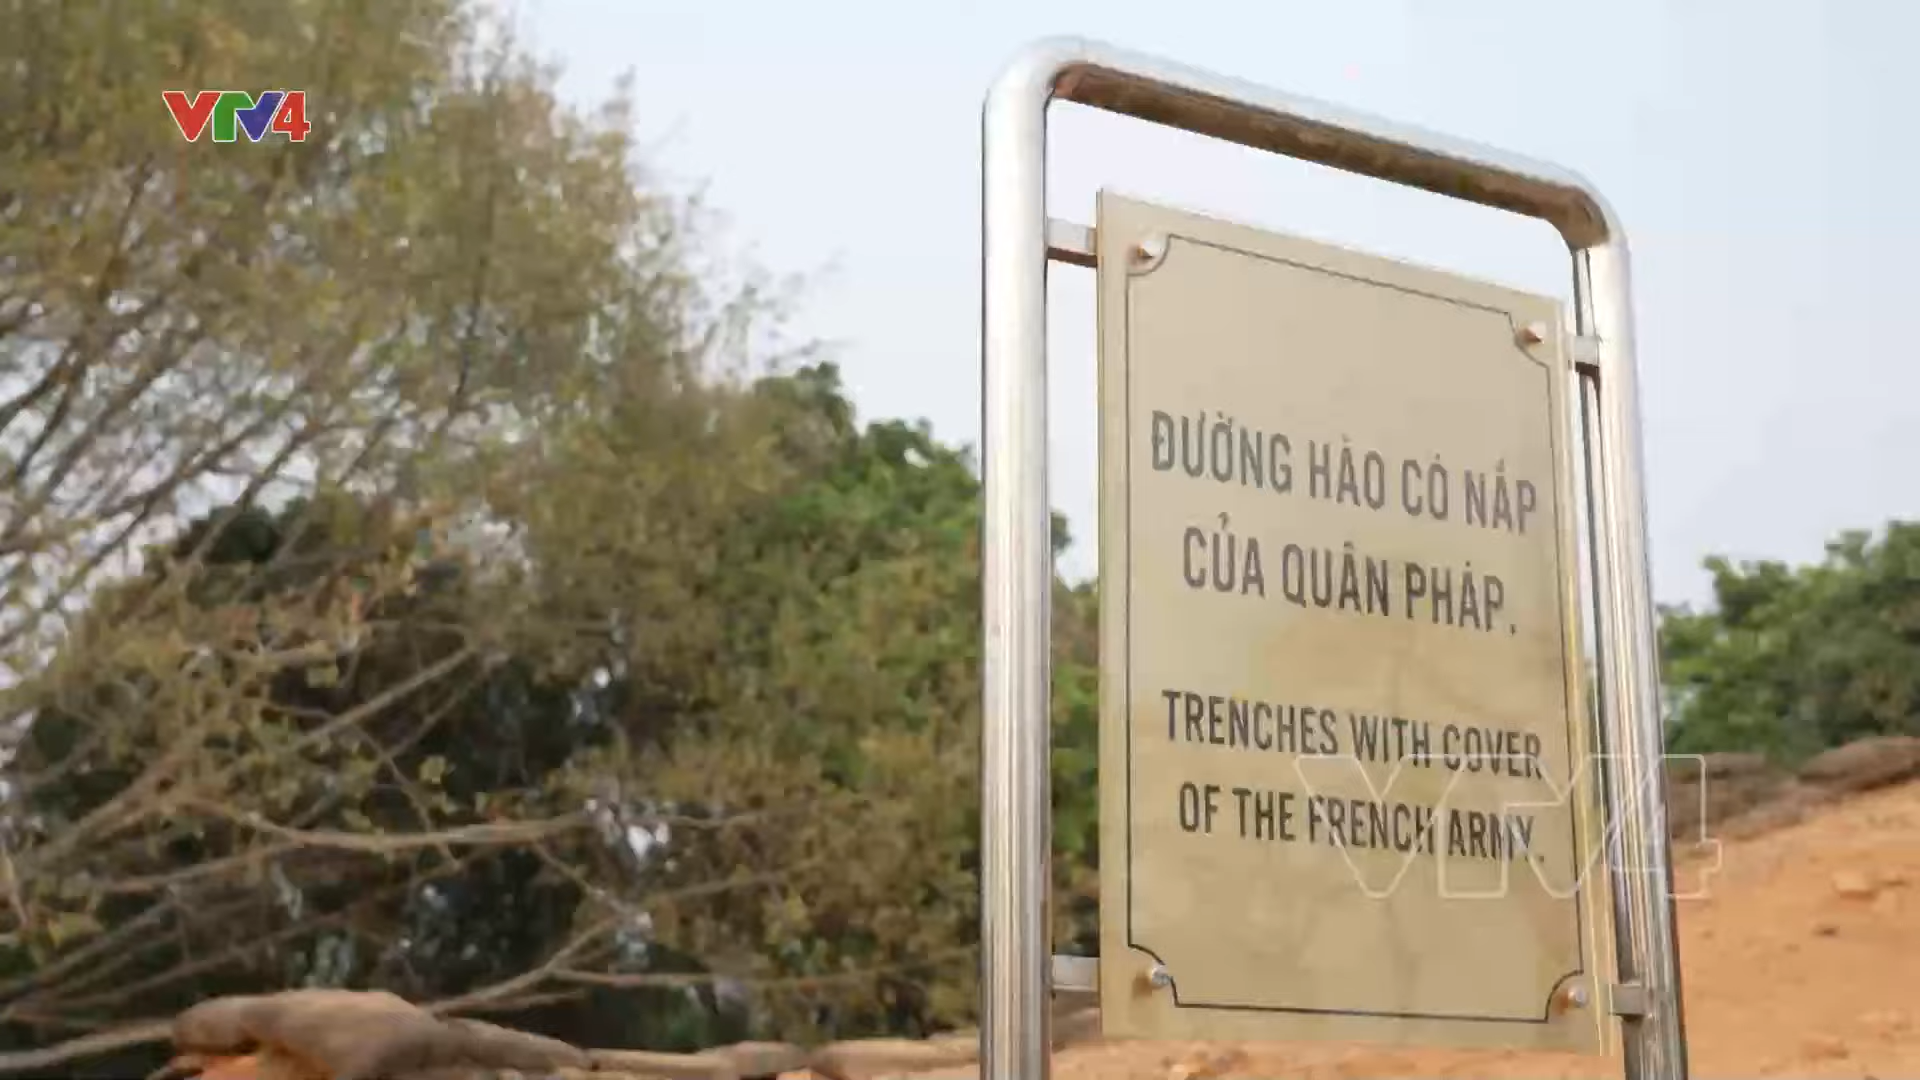 VTV4
ĐƯỜNG HÀO CÓ NẮP
CỦA QUÂN PHÁP.
TRENCHES WITH COVER
OF THE FRENCH ARMY.
VTV4